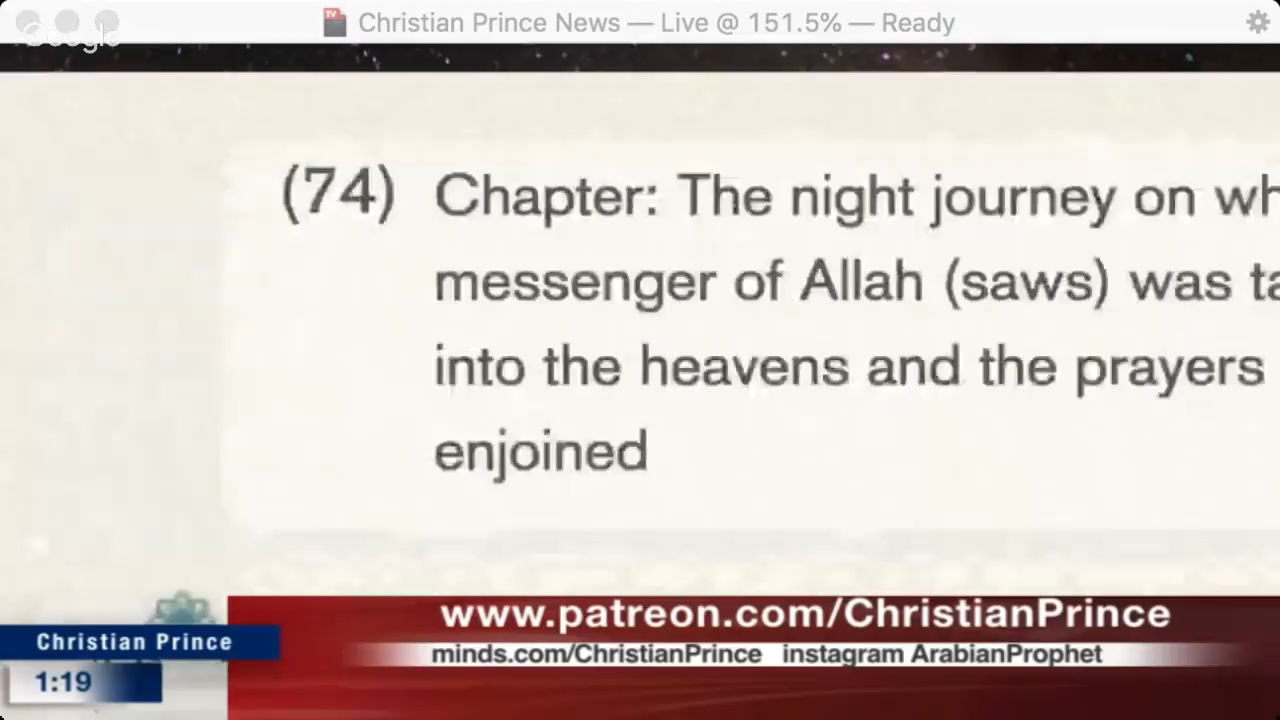 Christian Prince News — Live @ 151.5% — Ready
Google
(74) Chapter: The night journey on wh
messenger of Allah (saws) was ta
into the heavens and the prayers
enjoined
www.patreon.com/ChristianPrince
Christian Prince
minds.com/ChristianPrince instagram ArabianProphet
1:19